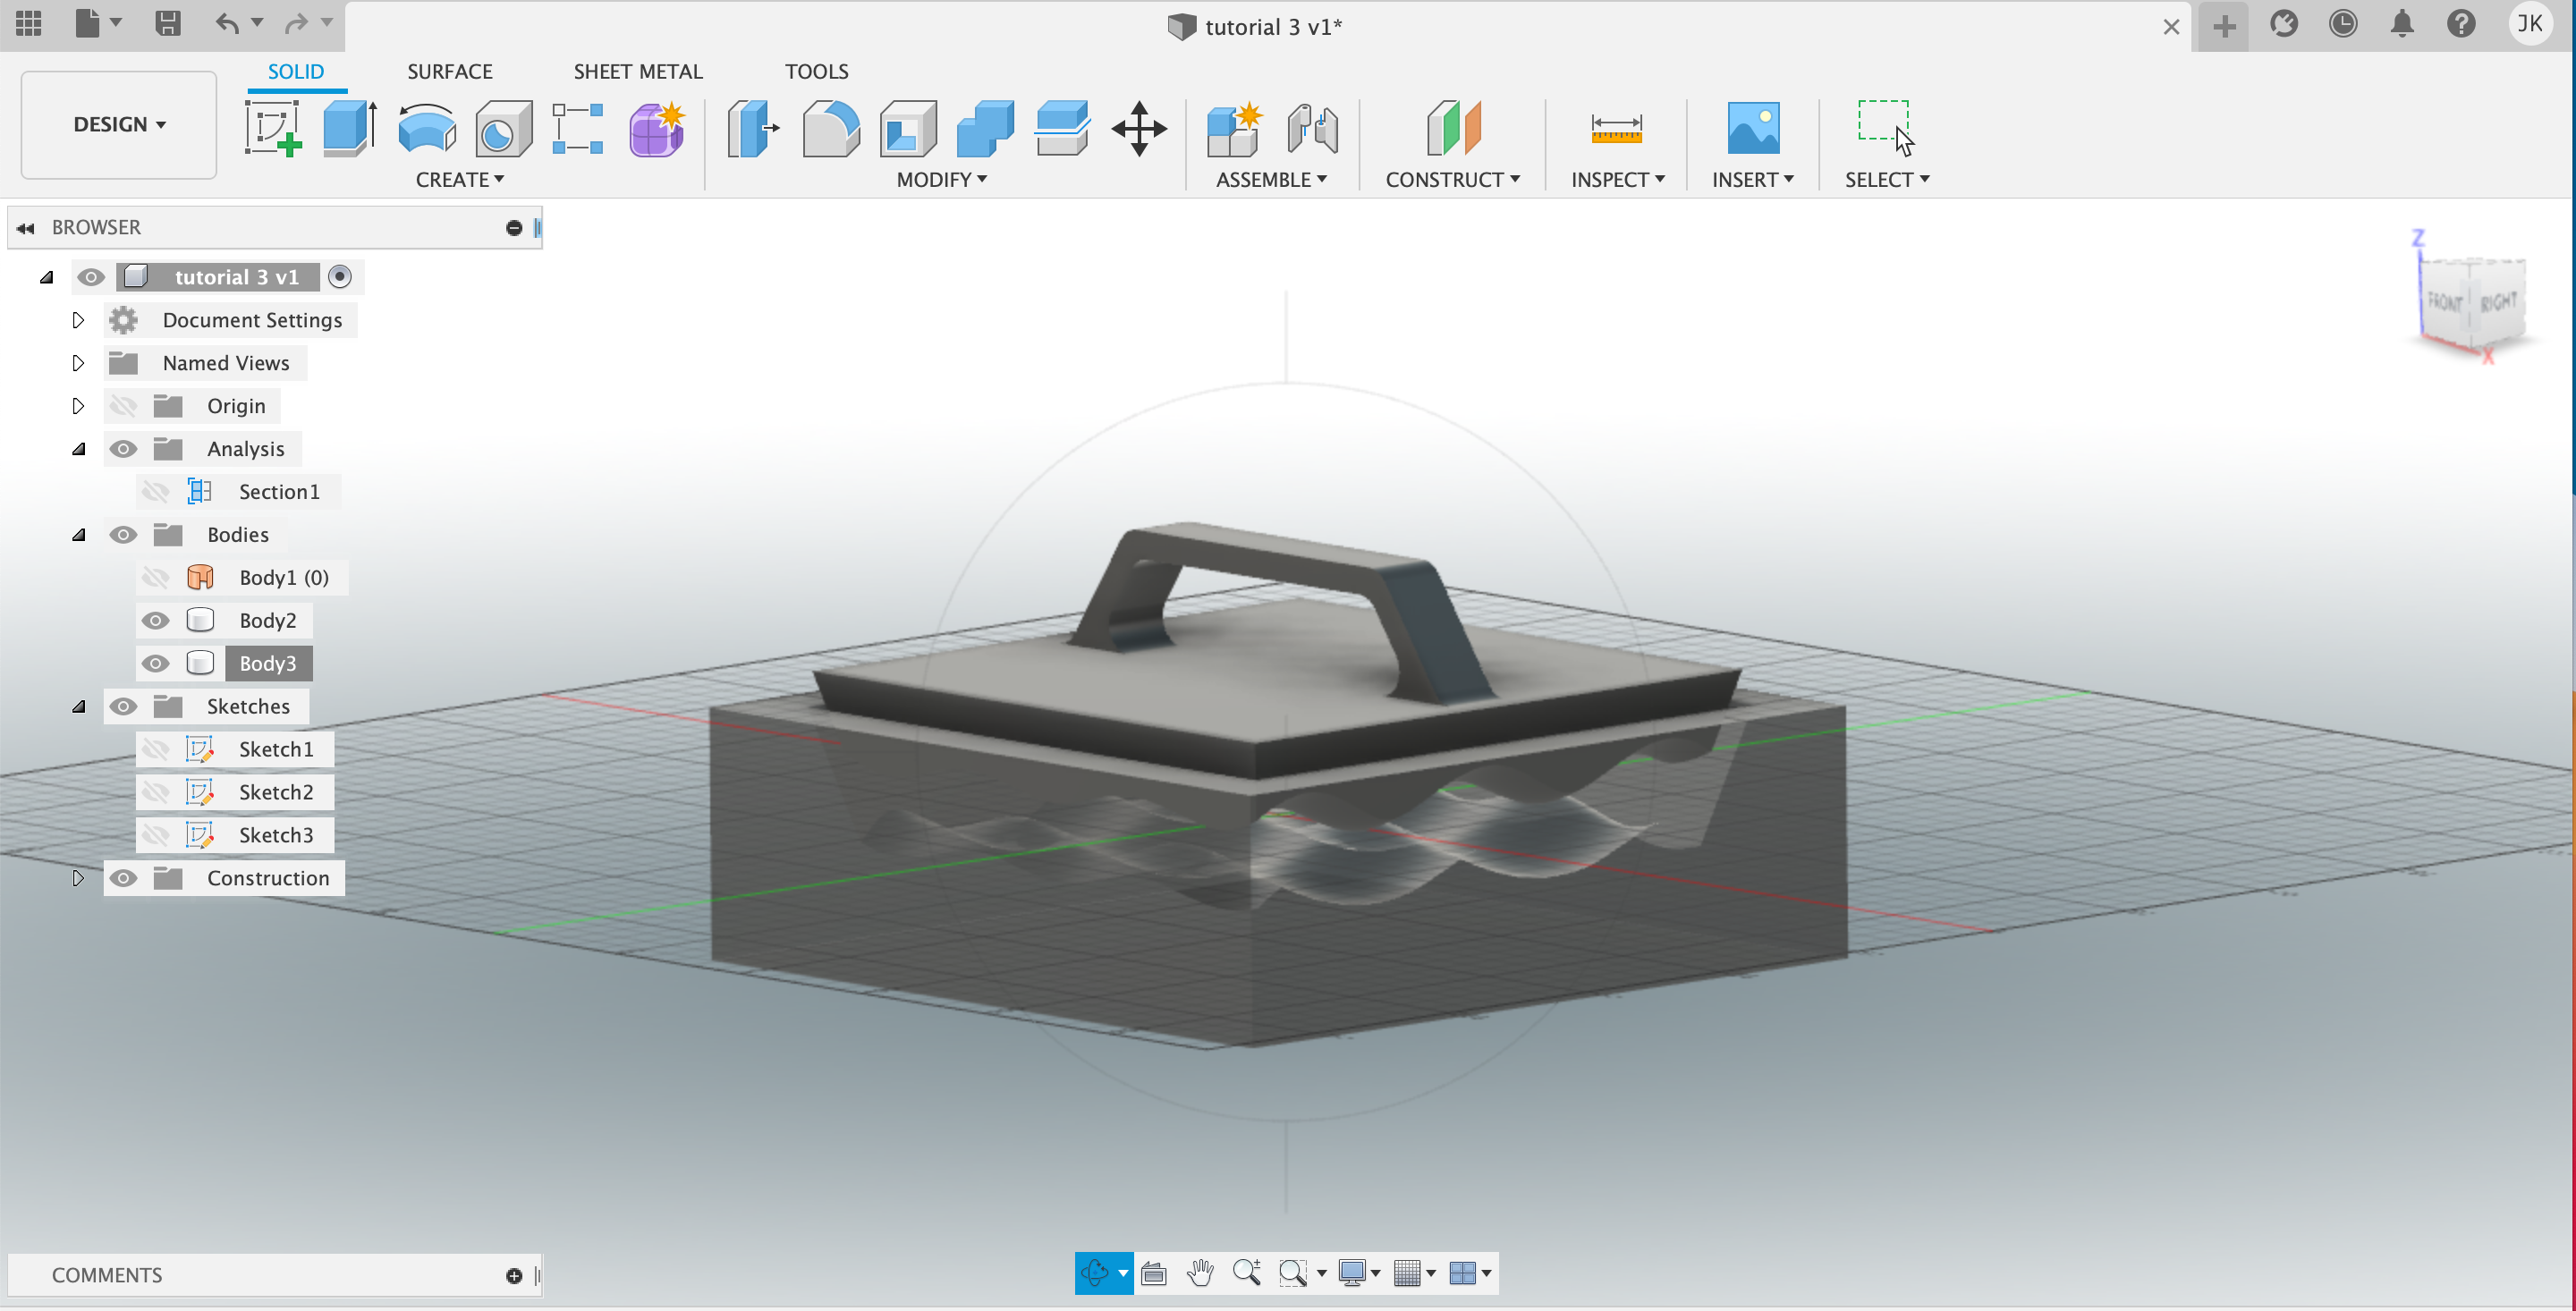 tutorial 3 v1*
JK
DESIGN
SOLID SURFACE SHEET METAL TOOLS
CREATE MODIFY ASSEMBLE CONSTRUCT INSPECT INSERT SELECT
BROWSER
tutorial 3 v1
Document Settings
Named Views
Origin
Analysis
Section1
Bodies
Body1 (0)
Body2
Body3
Sketches
Sketch1
Sketch2
Sketch3
Construction
Z
FRONT RIGHT
X
COMMENTS